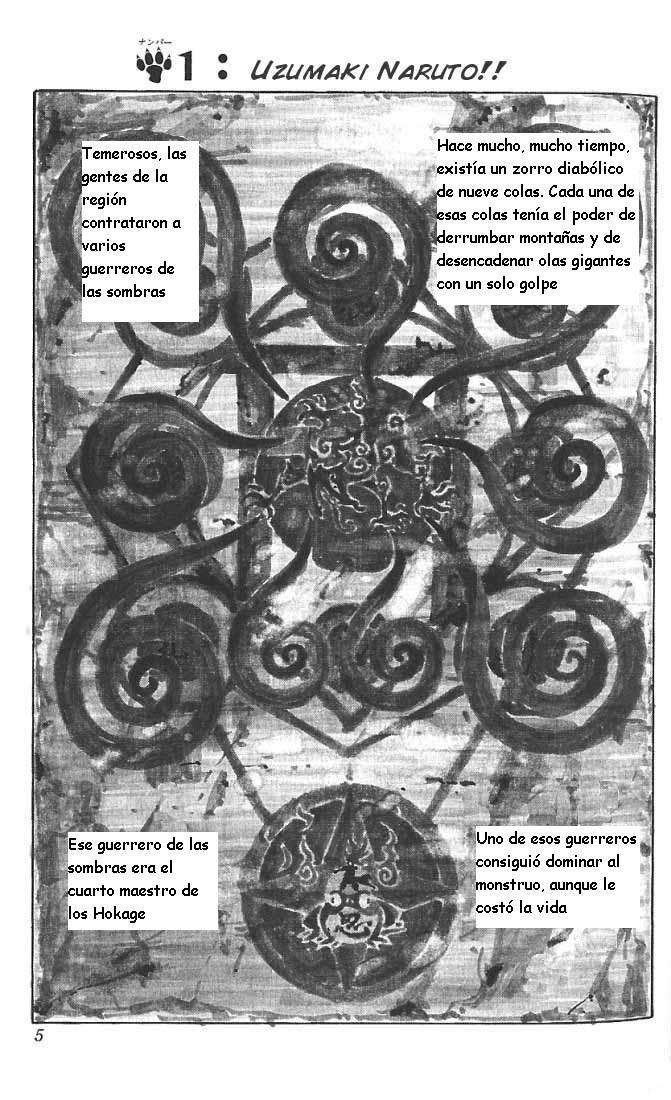 ナンバー
1 : UZUMAKI NARUTO!!
Hace mucho, mucho tiempo,
existía un zorro diabólico
de nueve colas. Cada una de
esas colas tenía el poder de
derrumbar montañas y de
desencadenar olas gigantes
con un solo golpe
Temerosos, las
gentes de la
región
contrataron a
varios
guerreros de
las sombras
Uno de esos guerreros
consiguió dominar al
monstruo, aunque le
costó la vida
Ese guerrero de las
sombras era el
cuarto maestro de
los Hokage
5